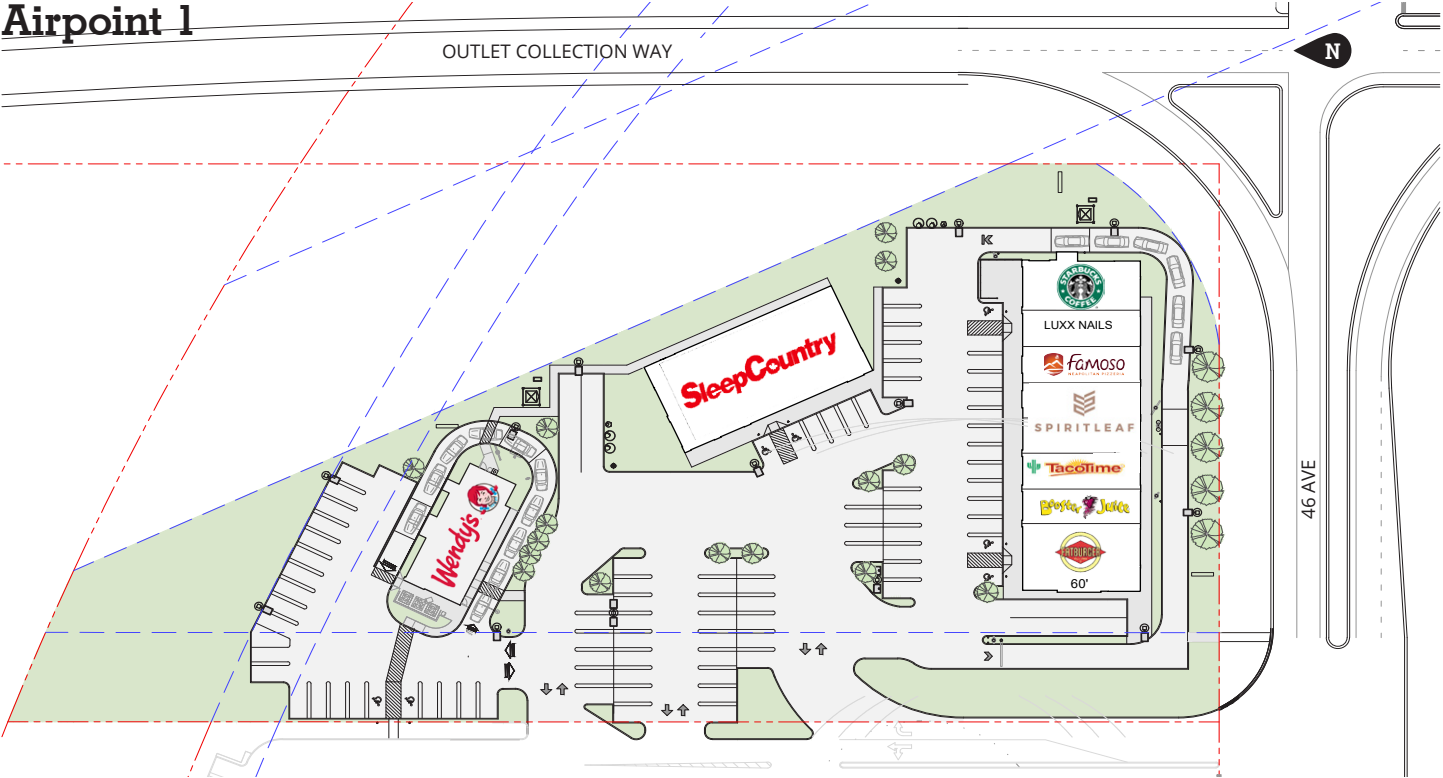 Airpoint 1
OUTLET COLLECTION WAY
N
STARBUCKS
COFFEE
LUXX NAILS
Famoso
NEAPOLITAN PIZZERIA
SleepCountry
SPIRITLEAF
TacoTime
Booster Juice
46 AVE
Wendy's
FATBURGER
60'